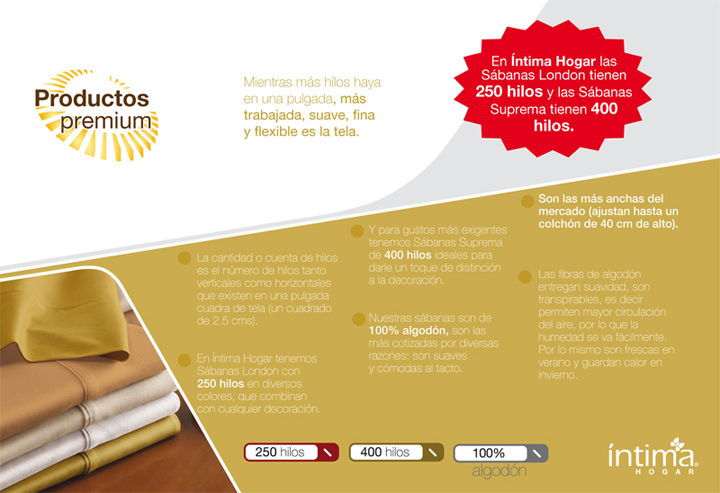 Productos
premium
Mientras más hilos haya
en una pulgada, más
trabajada, suave, fina
y flexible es la tela.
En Íntima Hogar las
Sábanas London tienen
250 hilos y las Sábanas
Suprema tienen 400
hilos.
La cantidad o cuenta de hilos
es el número de hilos tanto
verticales como horizontales
que existen en una pulgada
cuadra de tela (un cuadrado
de 2.5 cms).
En Íntima Hogar tenemos
Sábanas London con
250 hilos en diversos
colores, que combinan
con cualquier decoración.
Y para gustos más exigentes
tenemos Sábanas Suprema
de 400 hilos ideales para
darle un toque de distinción
a la decoración.
Nuestras sábanas son de
100% algodón, son las
más cotizadas por diversas
razones: son suaves
y cómodas al tacto.
Son las más anchas del
mercado (ajustan hasta un
colchón de 40 cm de alto).
Las fibras de algodón
entregan suavidad, son
transpirables, es decir
permiten mayor circulación
del aire, por lo que la
humedad se va fácilmente.
Por lo mismo son frescas en
verano y guardan calor en
invierno.
250 hilos
400 hilos
100%
algodón
íntima®
HOGAR